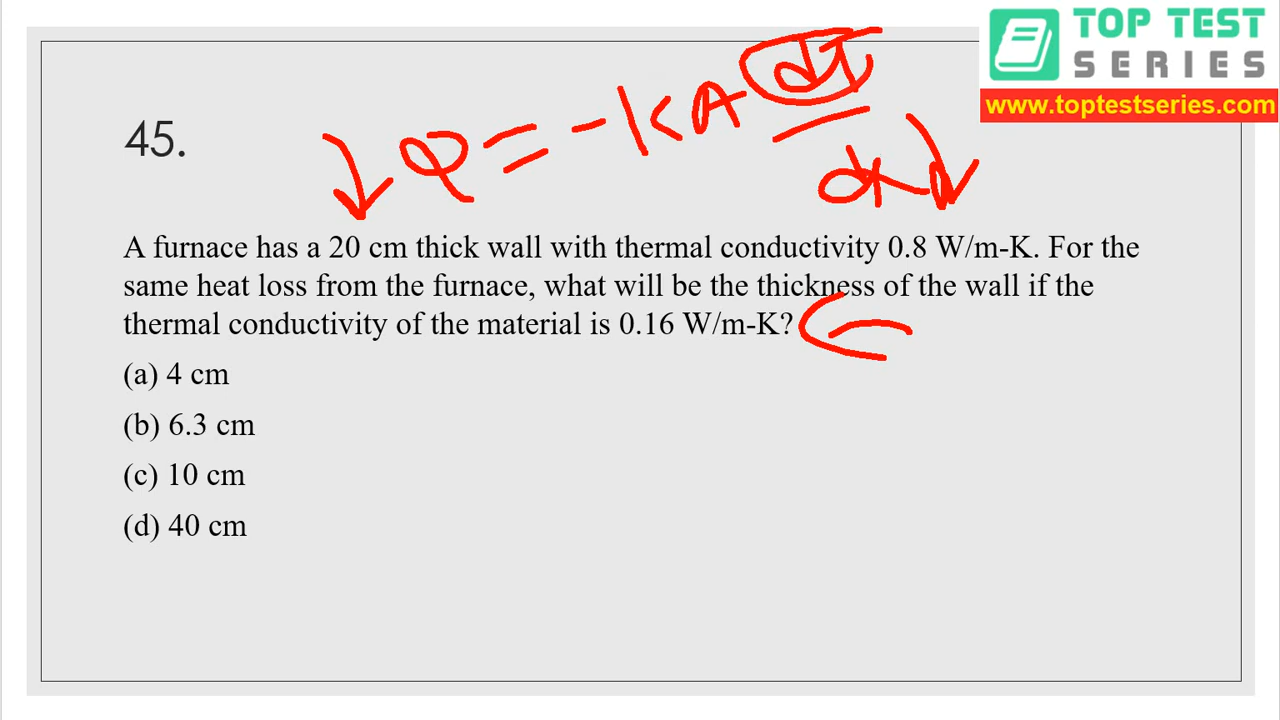 TOP TEST
SERIES
www.toptestseries.com
Q = -KA dT
dx
45.
A furnace has a 20 cm thick wall with thermal conductivity 0.8 W/m-K. For the
same heat loss from the furnace, what will be the thickness of the wall if the
thermal conductivity of the material is 0.16 W/m-K?
(a) 4 cm
(b) 6.3 cm
(c) 10 cm
(d) 40 cm